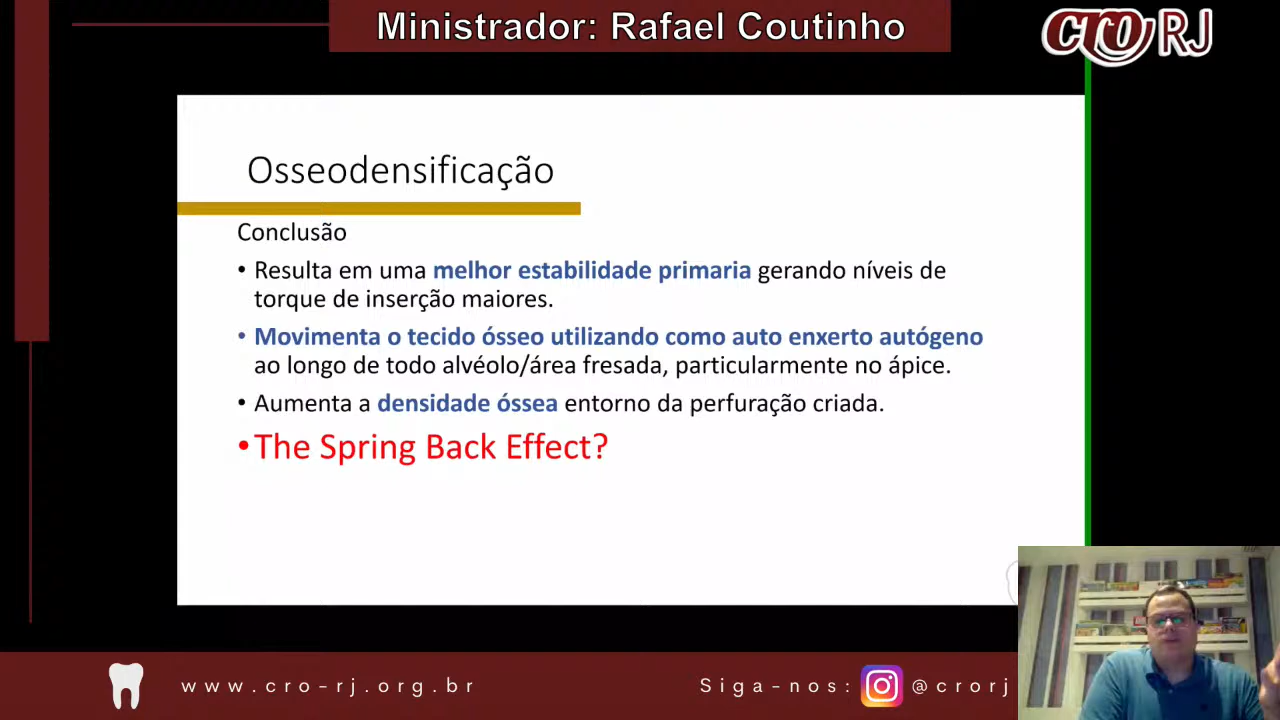 Ministrador: Rafael Coutinho
CRO RJ
Osseodensificação
Conclusão
• Resulta em uma melhor estabilidade primaria gerando níveis de
torque de inserção maiores.
• Movimenta o tecido ósseo utilizando como auto enxerto autógeno
ao longo de todo alvéolo/área fresada, particularmente no ápice.
• Aumenta a densidade óssea entorno da perfuração criada.
• The Spring Back Effect?
www.cro-rj.org.br
Siga-nos: @crorj